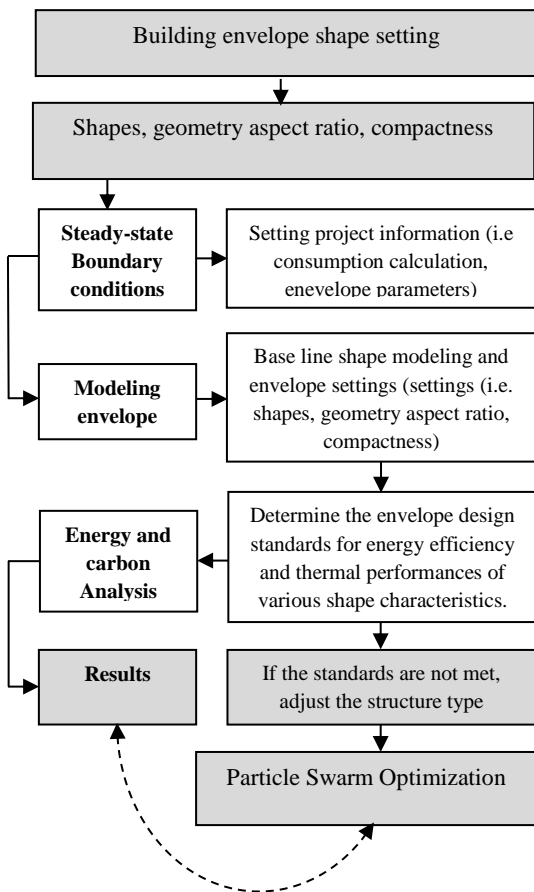 Building envelope shape setting
Shapes, geometry aspect ratio, compactness
Steady-state
Boundary
conditions
Setting project information (i.e
consumption calculation,
enevelope parameters)
Modeling
envelope
Base line shape modeling and
envelope settings (settings (i.e.
shapes, geometry aspect ratio,
compactness)
Energy and
carbon
Analysis
Determine the envelope design
standards for energy efficiency
and thermal performances of
various shape characteristics.
Results
If the standards are not met,
adjust the structure type
Particle Swarm Optimization